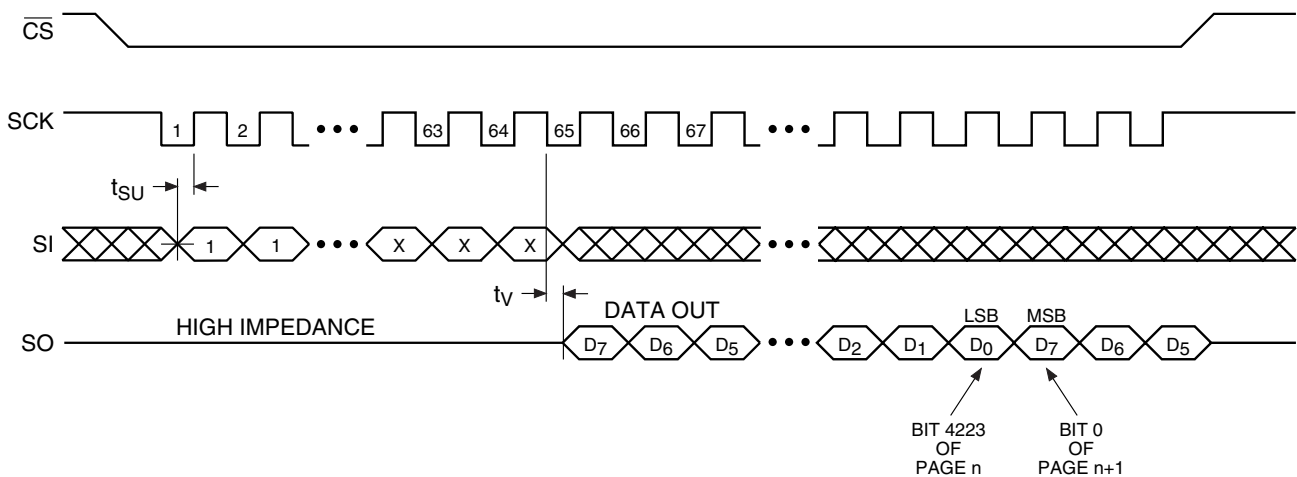 CS
SCK 1 2 ••• 63 64 65 66 67 •••
tSU
SI 1 1 ••• X X X •••
tV
HIGH IMPEDANCE DATA OUT LSB MSB
SO D7 D6 D5 ••• D2 D1 D0 D7 D6 D5
BIT 4223
OF
PAGE n
BIT 0
OF
PAGE n+1